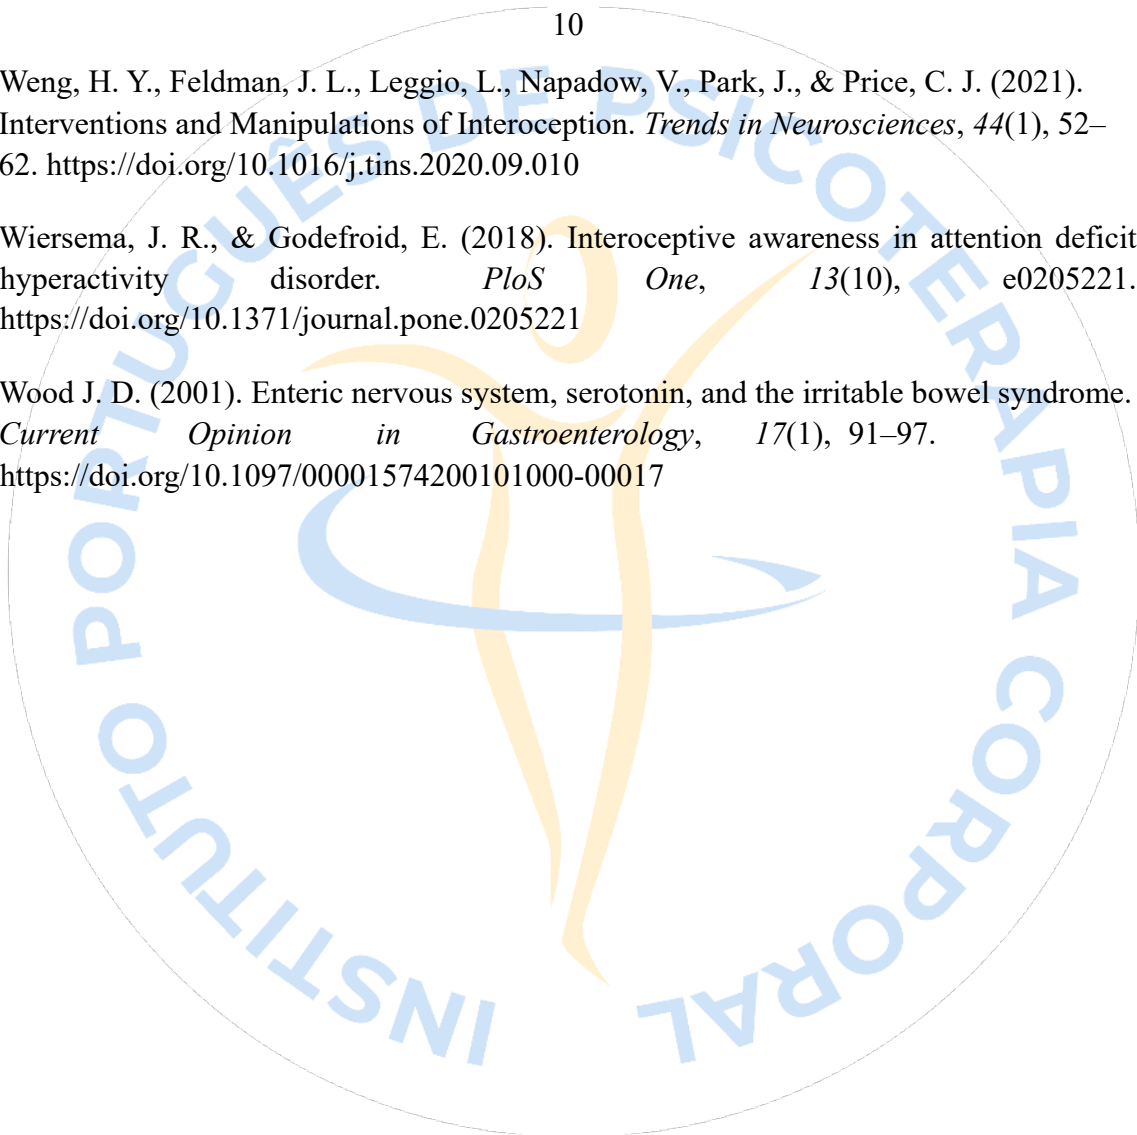 10
Weng, H. Y., Feldman, J. L., Leggio, L., Napadow, V., Park, J., & Price, C. J. (2021).
Interventions and Manipulations of Interoception. Trends in Neurosciences, 44(1), 52–
62. https://doi.org/10.1016/j.tins.2020.09.010
Wiersema, J. R., & Godefroid, E. (2018). Interoceptive awareness in attention deficit
hyperactivity disorder. PloS One, 13(10), e0205221.
https://doi.org/10.1371/journal.pone.0205221
Wood J. D. (2001). Enteric nervous system, serotonin, and the irritable bowel syndrome.
Current Opinion in Gastroenterology, 17(1), 91–97.
https://doi.org/10.1097/00001574200101000-00017
INSTITUTO PORTUGUÊS DE PSICOTERAPIA CORPORAL